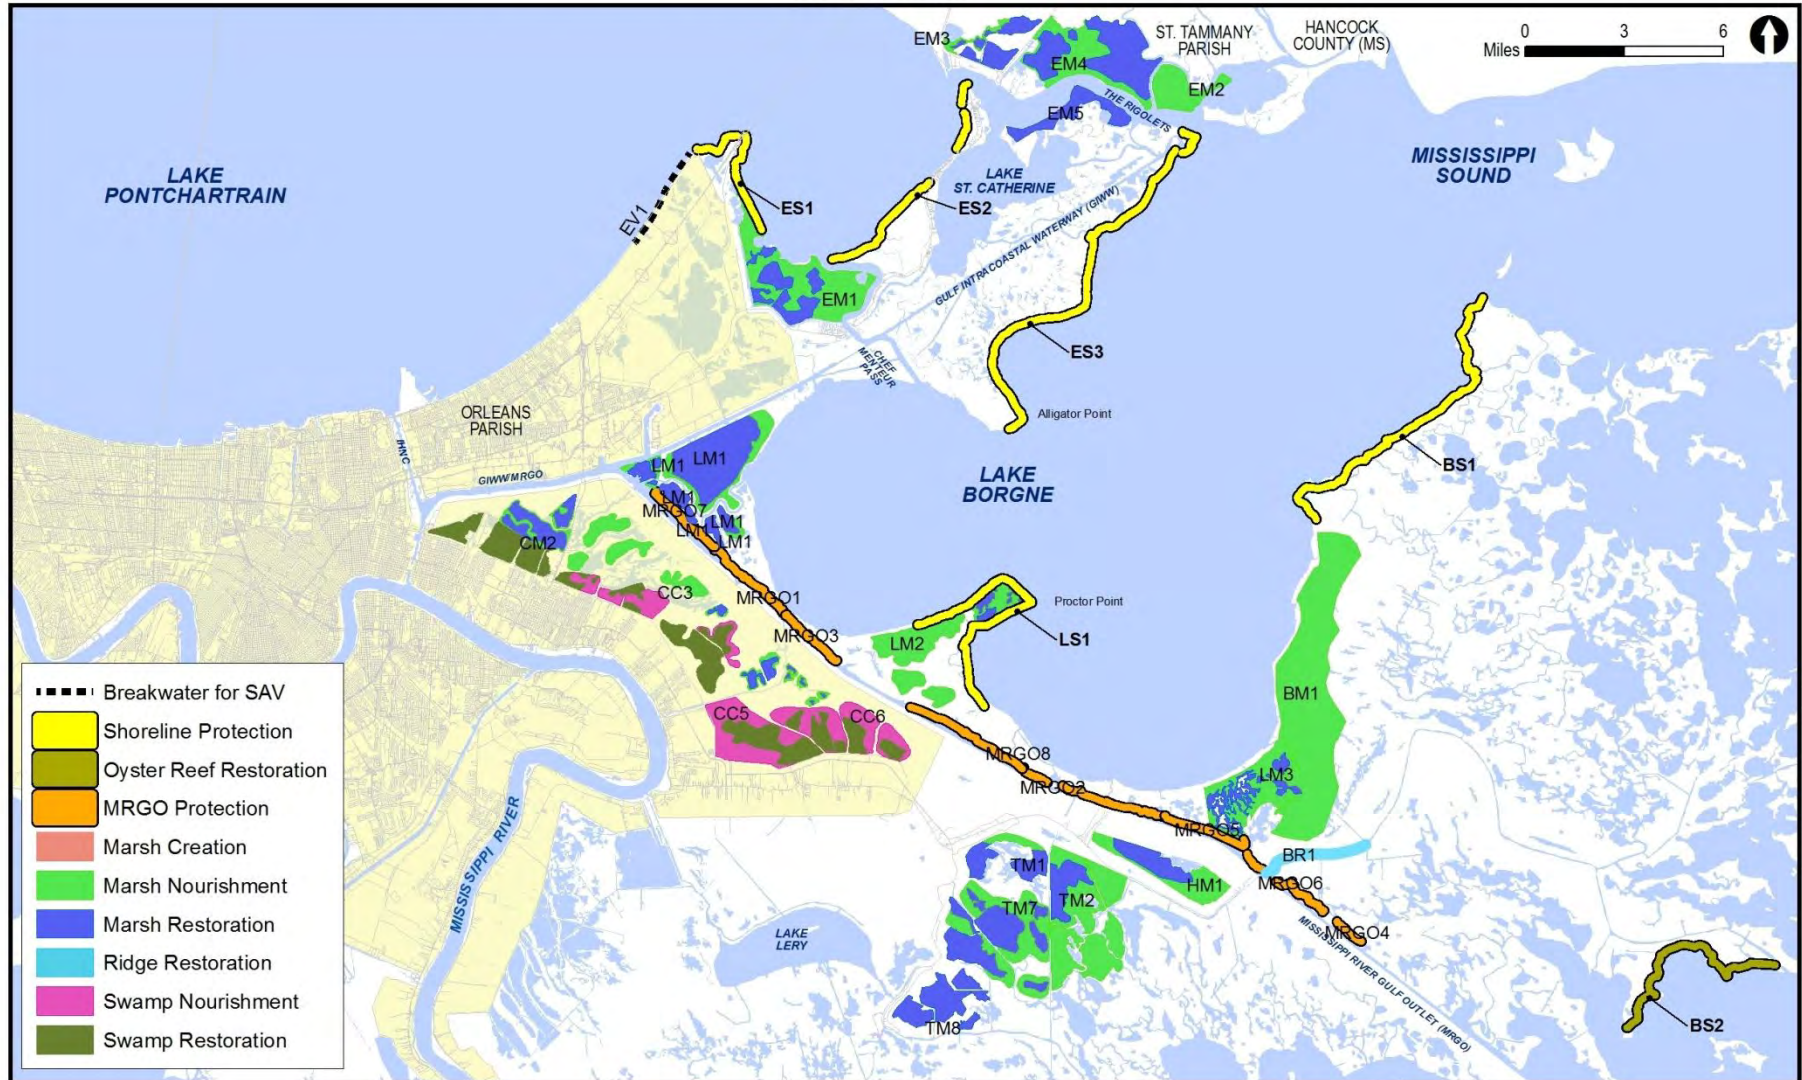 EM3
ST. TAMMANY
PARISH
HANCOCK
COUNTY (MS)
0 3 6
Miles
EM4
EM2
THE RIGOLETS
EM5
LAKE
PONTCHARTRAIN
MISSISSIPPI
SOUND
LAKE
ST. CATHERINE
ES1
ES2
EV1
GULF INTRACOASTAL WATERWAY (GIWW)
EM1
ES3
CHEF
MENTEUR
PASS
Alligator Point
ORLEANS
PARISH
IHNC
GIWW/MRGO
LM1
LM1
LM1
MRGO7
LM1
LM1
LM1
LAKE
BORGNE
BS1
CM2
CC3
MRGO1
MRGO3
Proctor Point
LM2
LS1
BM1
CC5
CC6
MRGO8
MRGO2
LM3
MRGO5
BR1
MRGO6
MRGO4
MISSISSIPPI RIVER GULF OUTLET (MRGO)
TM1
TM2
TM7
HM1
TM8
LAKE
LERY
MISSISSIPPI RIVER
BS2
Breakwater for SAV
Shoreline Protection
Oyster Reef Restoration
MRGO Protection
Marsh Creation
Marsh Nourishment
Marsh Restoration
Ridge Restoration
Swamp Nourishment
Swamp Restoration